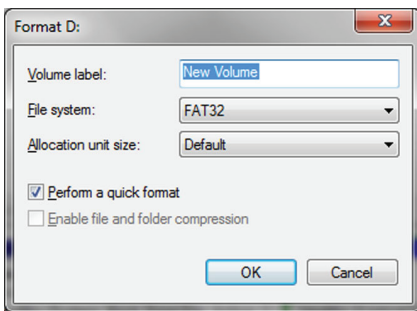 Format D:
Volume label: New Volume
File system: FAT32
Allocation unit size: Default
Perform a quick format
Enable file and folder compression
OK Cancel